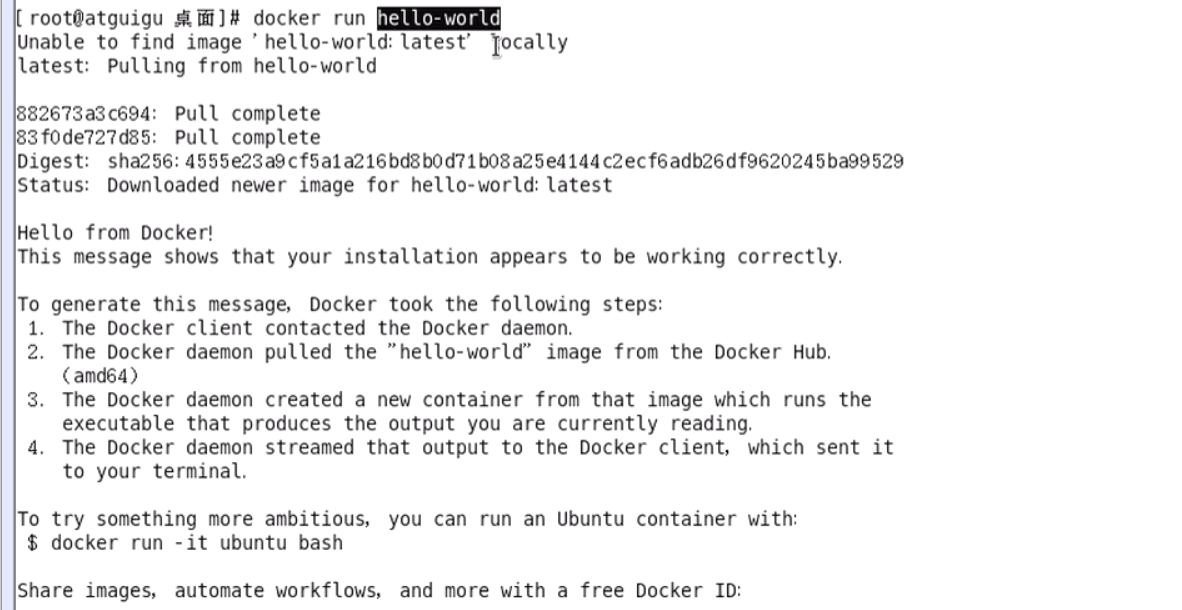 [root@atguigu 桌面]# docker run hello-world
Unable to find image 'hello-world:latest' locally
latest: Pulling from hello-world
882673a3c694: Pull complete
83f0de727d85: Pull complete
Digest: sha256:4555e23a9cf5a1a216bd8b0d71b08a25e4144c2ecf6adb26df9620245ba99529
Status: Downloaded newer image for hello-world:latest
Hello from Docker!
This message shows that your installation appears to be working correctly.
To generate this message, Docker took the following steps:
1. The Docker client contacted the Docker daemon.
2. The Docker daemon pulled the "hello-world" image from the Docker Hub.
(amd64)
3. The Docker daemon created a new container from that image which runs the
executable that produces the output you are currently reading.
4. The Docker daemon streamed that output to the Docker client, which sent it
to your terminal.
To try something more ambitious, you can run an Ubuntu container with:
$ docker run -it ubuntu bash
Share images, automate workflows, and more with a free Docker ID: